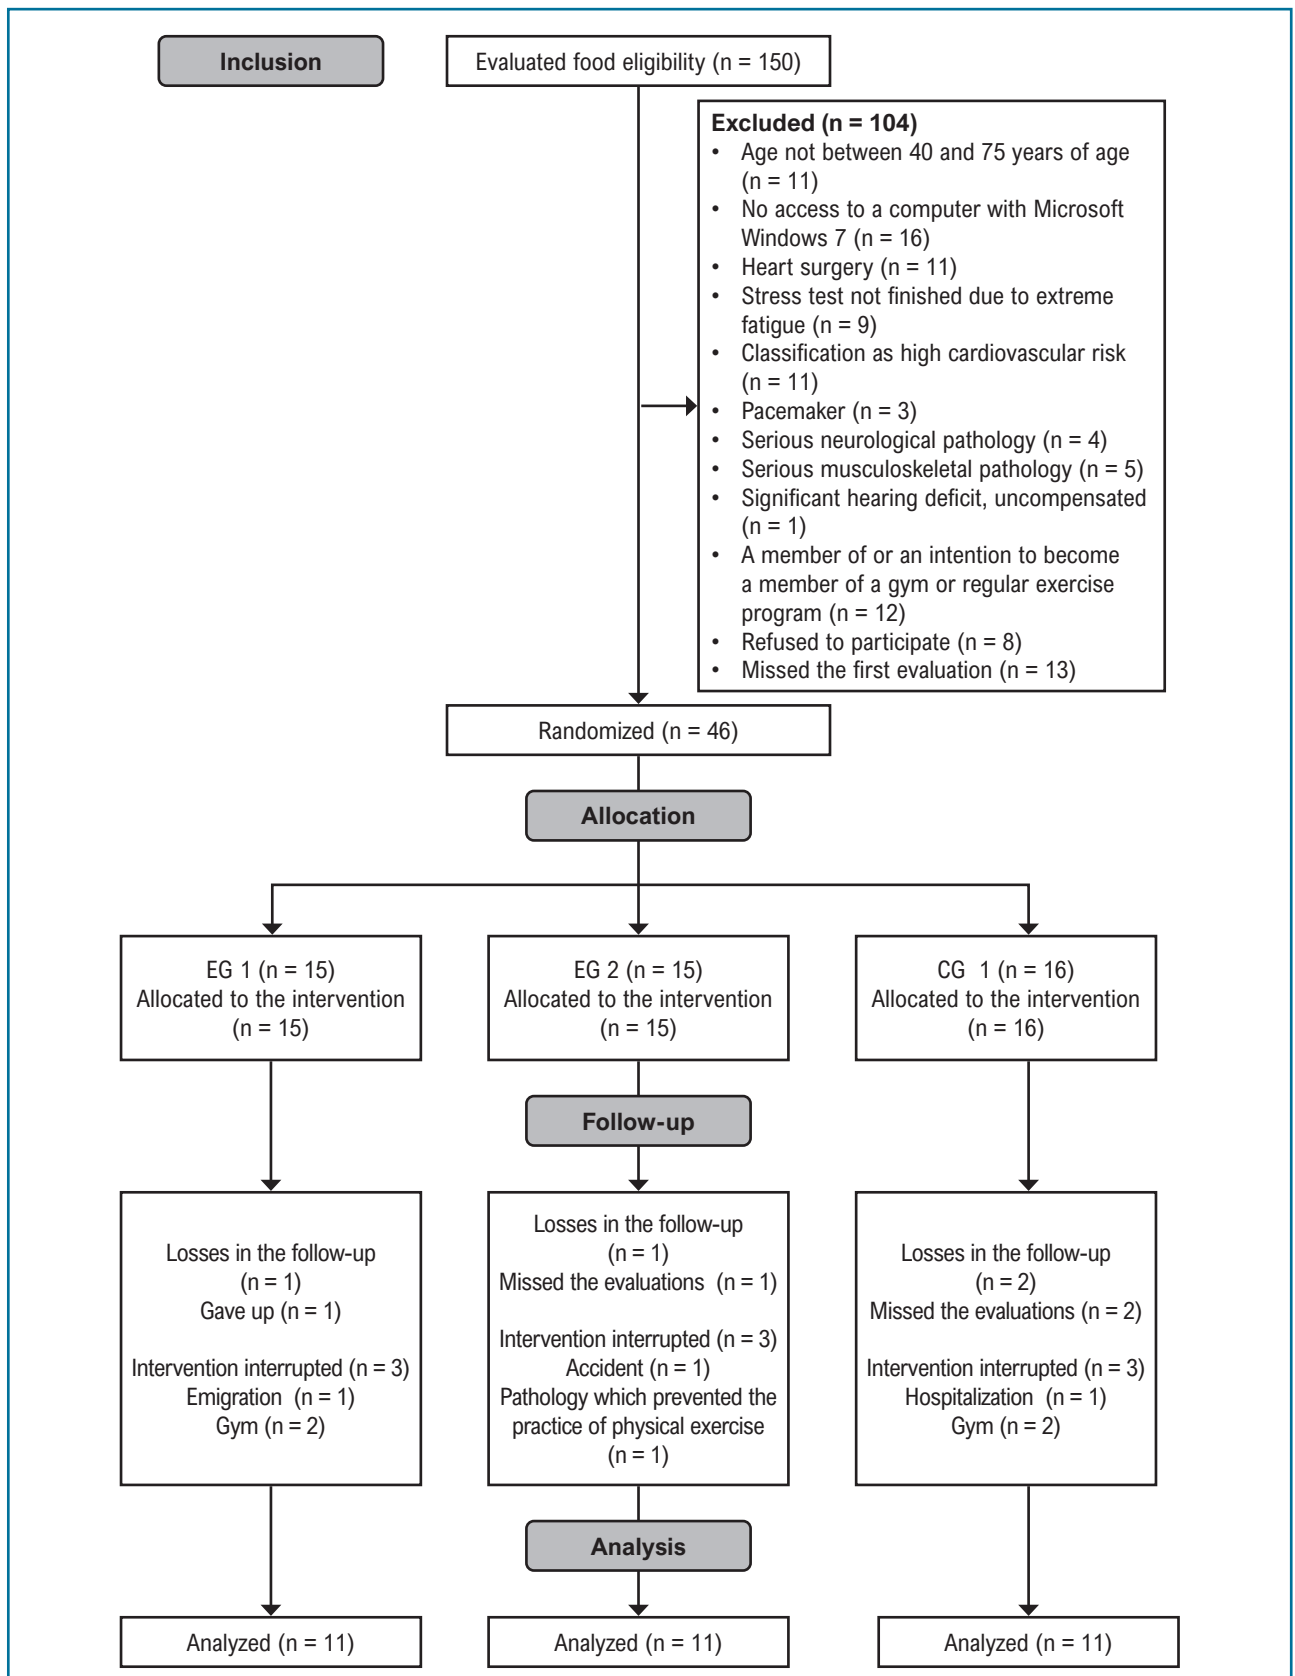 Inclusion
Evaluated food eligibility (n = 150)
Excluded (n = 104)
• Age not between 40 and 75 years of age
(n = 11)
• No access to a computer with Microsoft
Windows 7 (n = 16)
• Heart surgery (n = 11)
• Stress test not finished due to extreme
fatigue (n = 9)
• Classification as high cardiovascular risk
(n = 11)
• Pacemaker (n = 3)
• Serious neurological pathology (n = 4)
• Serious musculoskeletal pathology (n = 5)
• Significant hearing deficit, uncompensated
(n = 1)
• A member of or an intention to become
a member of a gym or regular exercise
program (n = 12)
• Refused to participate (n = 8)
• Missed the first evaluation (n = 13)
Randomized (n = 46)
Allocation
EG 1 (n = 15)
Allocated to the intervention
(n = 15)
EG 2 (n = 15)
Allocated to the intervention
(n = 15)
CG 1 (n = 16)
Allocated to the intervention
(n = 16)
Follow-up
Losses in the follow-up
(n = 1)
Gave up (n = 1)
Intervention interrupted (n = 3)
Emigration (n = 1)
Gym (n = 2)
Losses in the follow-up
(n = 1)
Missed the evaluations (n = 1)
Intervention interrupted (n = 3)
Accident (n = 1)
Pathology which prevented the
practice of physical exercise
(n = 1)
Losses in the follow-up
(n = 2)
Missed the evaluations (n = 2)
Intervention interrupted (n = 3)
Hospitalization (n = 1)
Gym (n = 2)
Analysis
Analyzed (n = 11)
Analyzed (n = 11)
Analyzed (n = 11)